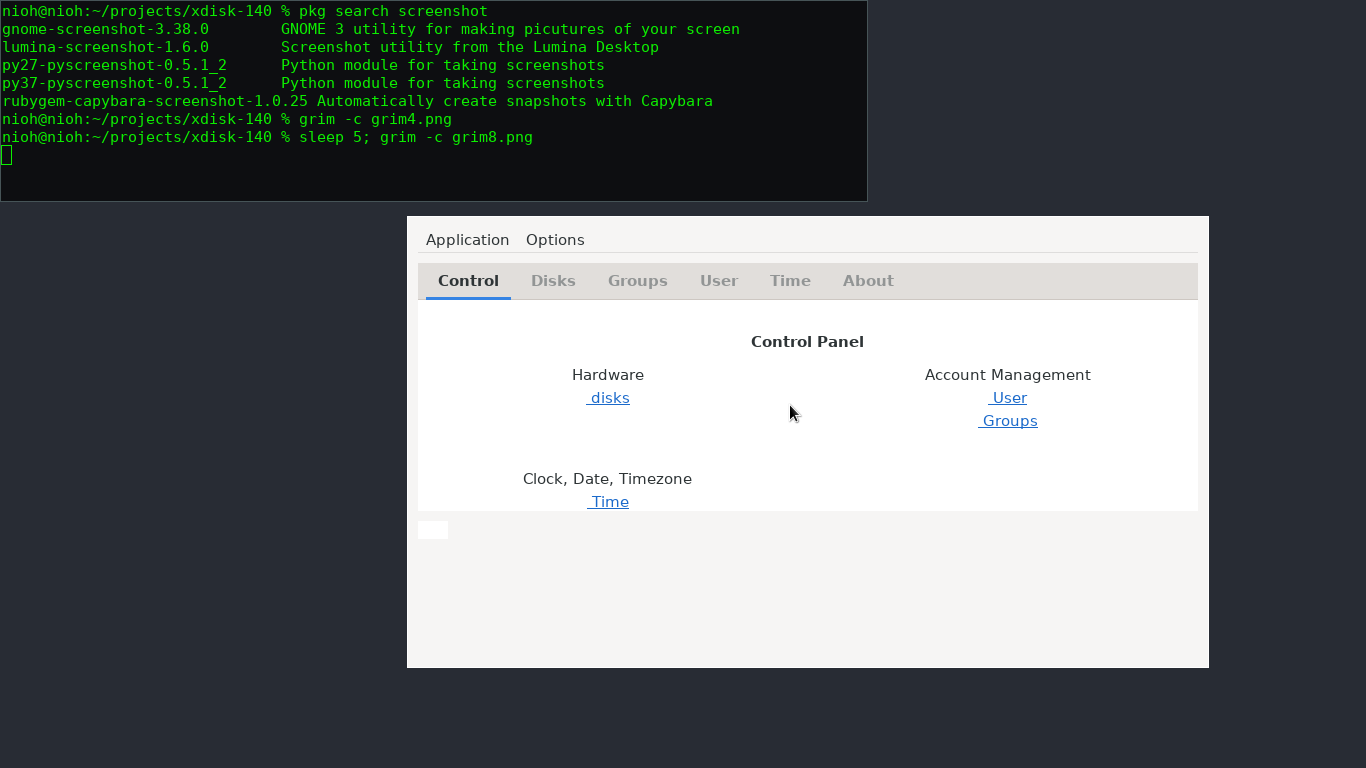 nioh@nioh:~/projects/xdisk-140 % pkg search screenshot
gnome-screenshot-3.38.0        GNOME 3 utility for making picutures of your screen
lumina-screenshot-1.6.0        Screenshot utility from the Lumina Desktop
py27-pyscreenshot-0.5.1_2      Python module for taking screenshots
py37-pyscreenshot-0.5.1_2      Python module for taking screenshots
rubygem-capybara-screenshot-1.0.25 Automatically create snapshots with Capybara
nioh@nioh:~/projects/xdisk-140 % grim -c grim4.png
nioh@nioh:~/projects/xdisk-140 % sleep 5; grim -c grim8.png
Application Options
Control Disks Groups User Time About
Control Panel
Hardware
disks
Account Management
User
Groups
Clock, Date, Timezone
Time